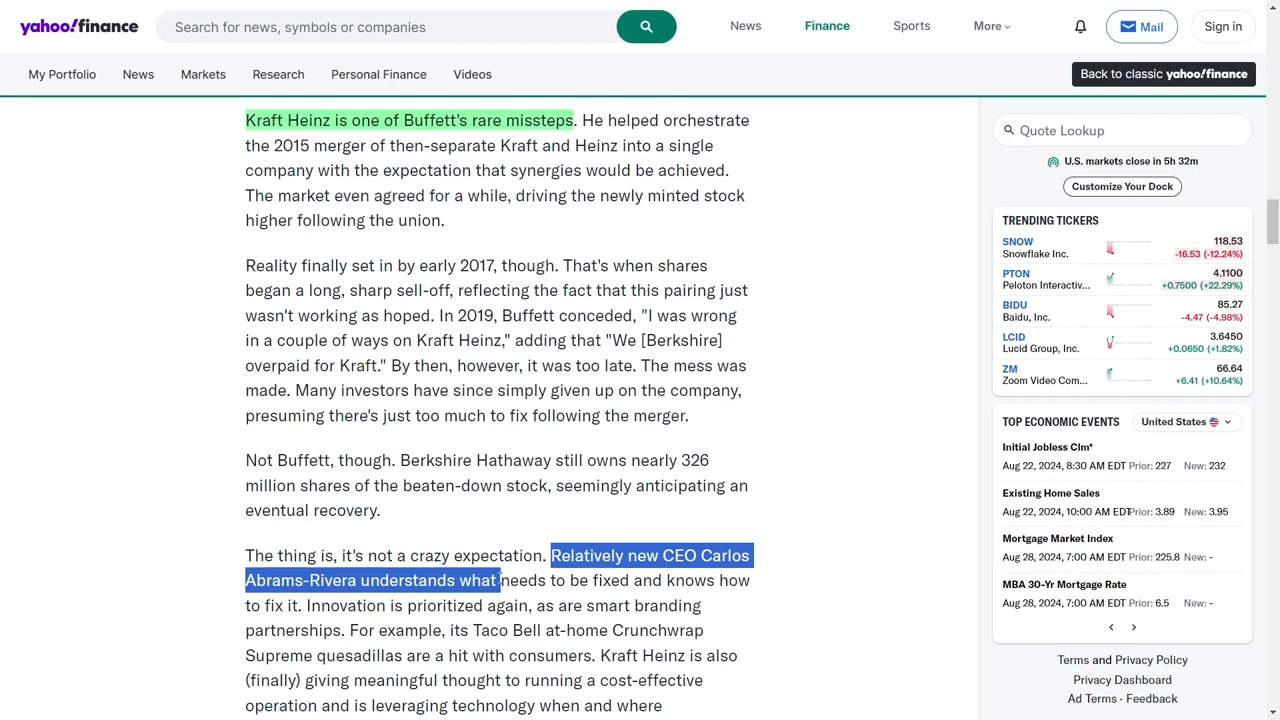 yahoo!finance
Search for news, symbols or companies
News
Finance
Sports
More
Mail
Sign in
My Portfolio
News
Markets
Research
Personal Finance
Videos
Back to classic yahoo!finance
Kraft Heinz is one of Buffett's rare missteps. He helped orchestrate
the 2015 merger of then-separate Kraft and Heinz into a single
company with the expectation that synergies would be achieved.
The market even agreed for a while, driving the newly minted stock
higher following the union.
Reality finally set in by early 2017, though. That's when shares
began a long, sharp sell-off, reflecting the fact that this pairing just
wasn't working as hoped. In 2019, Buffett conceded, "I was wrong
in a couple of ways on Kraft Heinz," adding that "We [Berkshire]
overpaid for Kraft." By then, however, it was too late. The mess was
made. Many investors have since simply given up on the company,
presuming there's just too much to fix following the merger.
Not Buffett, though. Berkshire Hathaway still owns nearly 326
million shares of the beaten-down stock, seemingly anticipating an
eventual recovery.
The thing is, it's not a crazy expectation. Relatively new CEO Carlos
Abrams-Rivera understands what needs to be fixed and knows how
to fix it. Innovation is prioritized again, as are smart branding
partnerships. For example, its Taco Bell at-home Crunchwrap
Supreme quesadillas are a hit with consumers. Kraft Heinz is also
(finally) giving meaningful thought to running a cost-effective
operation and is leveraging technology when and where
Quote Lookup
U.S. markets close in 5h 32m
Customize Your Dock
TRENDING TICKERS
SNOW 118.53
Snowflake Inc. -16.53 (-12.24%)
PTON 4.1100
Peloton Interactiv... +0.7500 (+22.29%)
BIDU 85.27
Baidu, Inc. -4.47 (-4.98%)
LCID 3.6450
Lucid Group, Inc. +0.0650 (+1.82%)
ZM 66.64
Zoom Video Com... +6.41 (+10.64%)
TOP ECONOMIC EVENTS United States
Initial Jobless Clm*
Aug 22, 2024, 8:30 AM EDT Prior: 227 New: 232
Existing Home Sales
Aug 22, 2024, 10:00 AM EDT Prior: 3.89 New: 3.95
Mortgage Market Index
Aug 28, 2024, 7:00 AM EDT Prior: 225.8 New: -
MBA 30-Yr Mortgage Rate
Aug 28, 2024, 7:00 AM EDT Prior: 6.5 New: -
Terms and Privacy Policy
Privacy Dashboard
Ad Terms · Feedback